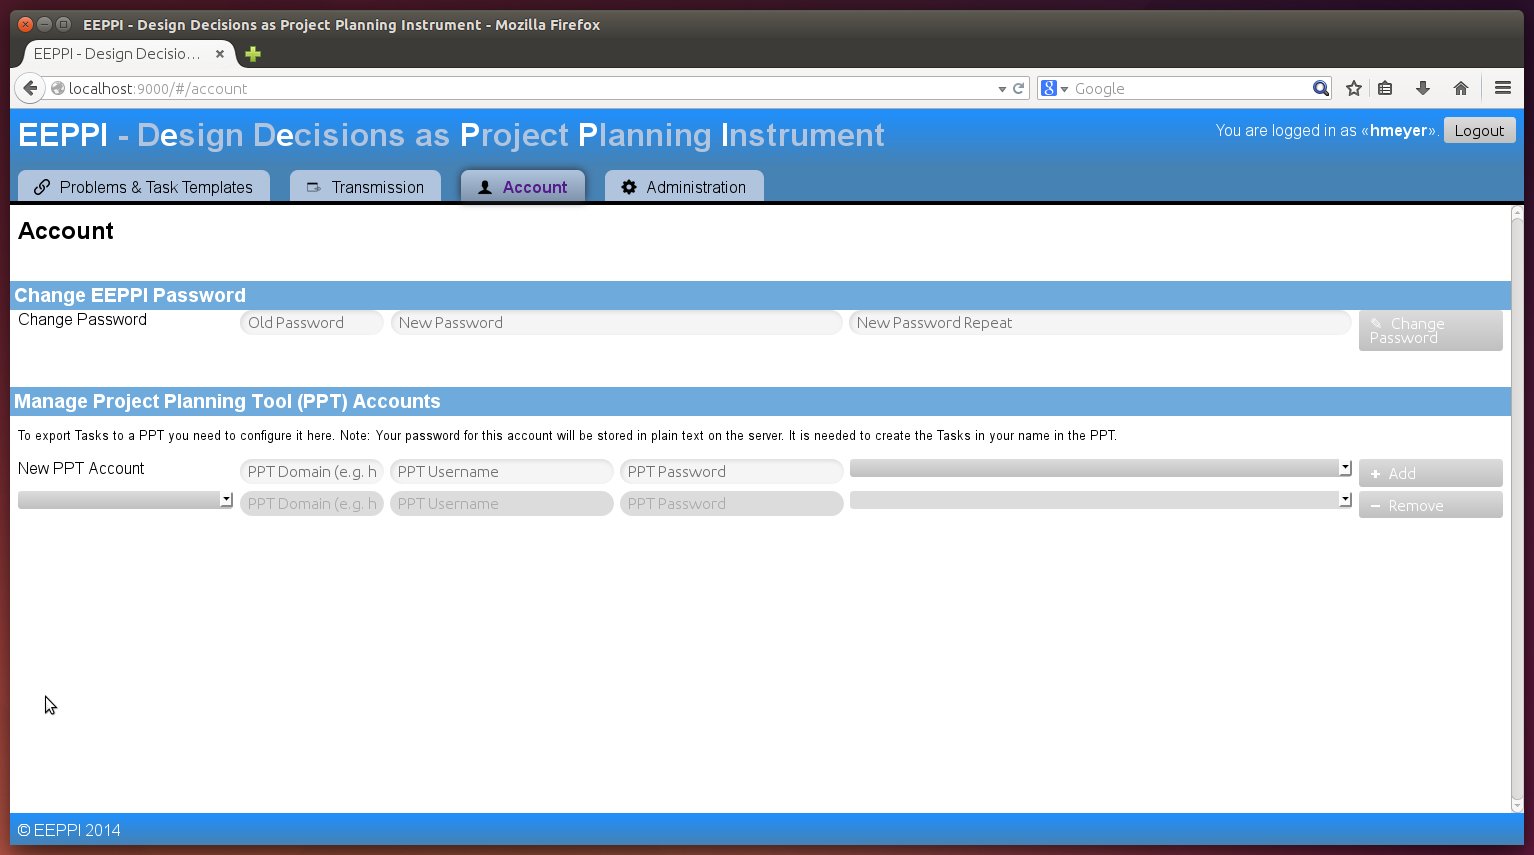 EEPPI - Design Decisions as Project Planning Instrument - Mozilla Firefox
EEPPI - Design Decisio...
localhost:9000/#/account
Google
EEPPI - Design Decisions as Project Planning Instrument
You are logged in as «hmeyer». Logout
Problems & Task Templates
Transmission
Account
Administration
Account
Change EEPPI Password
Change Password
Old Password
New Password
New Password Repeat
Change
Password
Manage Project Planning Tool (PPT) Accounts
To export Tasks to a PPT you need to configure it here. Note: Your password for this account will be stored in plain text on the server. It is needed to create the Tasks in your name in the PPT.
New PPT Account
PPT Domain (e.g. h
PPT Username
PPT Password
Add
PPT Domain (e.g. h
PPT Username
PPT Password
Remove
© EEPPI 2014